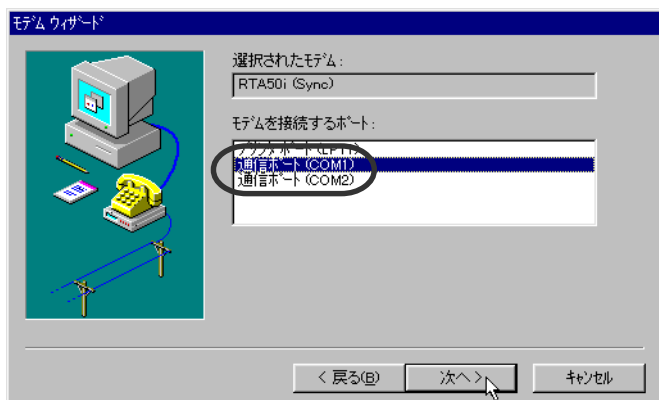 モデム ウィザード
選択されたモデム:
RTA50i (Sync)
モデムを接続するポート:
プリンタ ポート (LPT1)
通信ポート (COM1)
通信ポート (COM2)
< 戻る(B)
次へ >
キャンセル